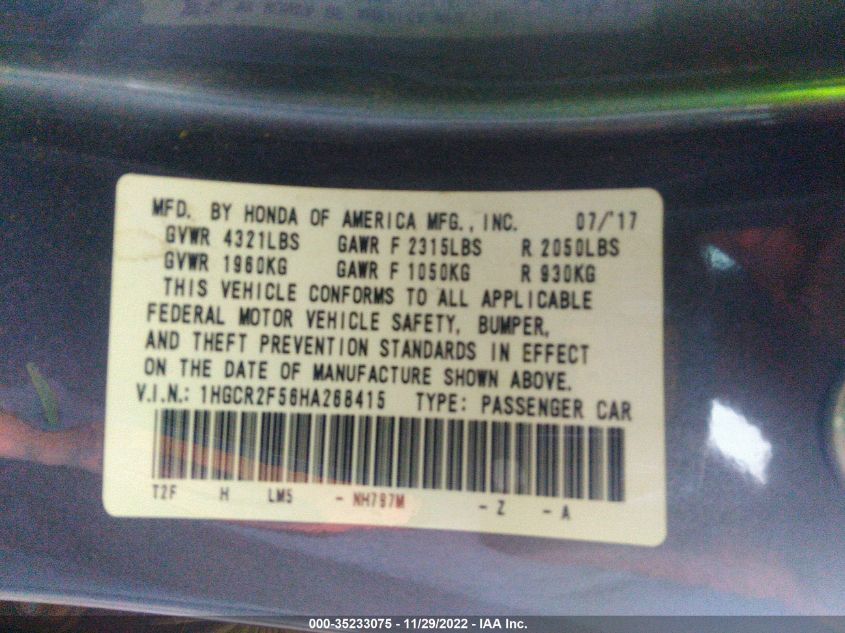 MFD. BY HONDA OF AMERICA MFG., INC. 07/'17
GVWR 4321LBS GAWR F 2315LBS R 2050LBS
GVWR 1960KG GAWR F 1050KG R 930KG
THIS VEHICLE CONFORMS TO ALL APPLICABLE
FEDERAL MOTOR VEHICLE SAFETY, BUMPER,
AND THEFT PREVENTION STANDARDS IN EFFECT
ON THE DATE OF MANUFACTURE SHOWN ABOVE.
V.I.N.: 1HGCR2F56HA268415 TYPE: PASSENGER CAR
T2F H LM5 - NH797M - Z - A
000-35233075 - 11/29/2022 - IAA Inc.